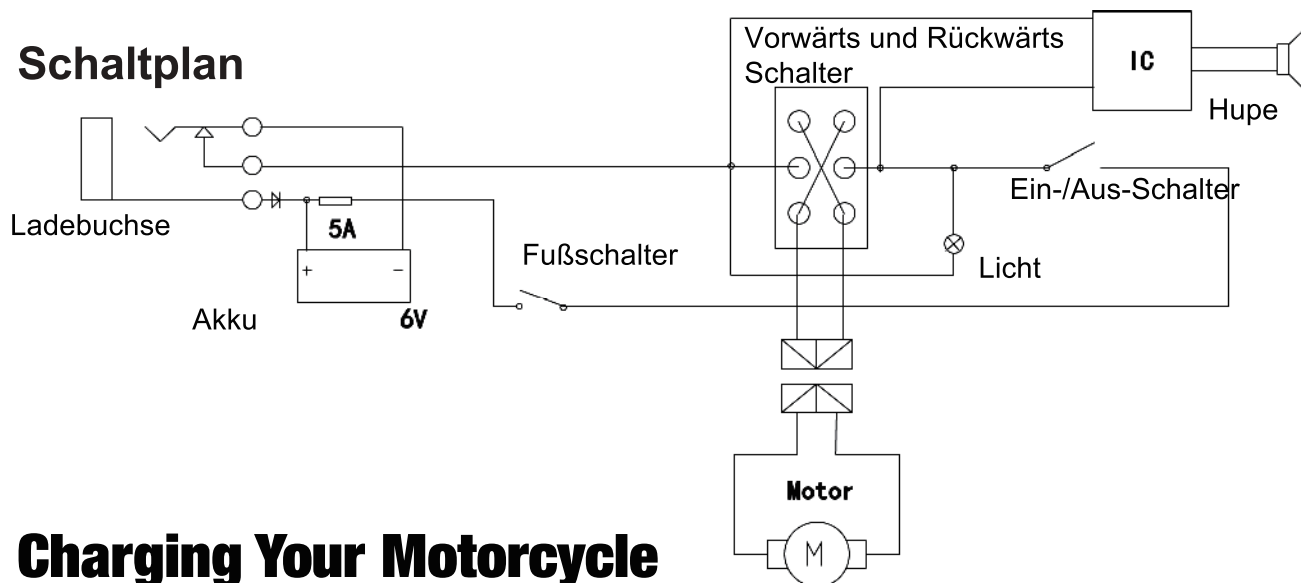 Schaltplan
Vorwärts und Rückwärts
Schalter
IC
Hupe
Ein-/Aus-Schalter
Ladebuchse
5A
Fußschalter
Licht
+
−
Akku
6V
Motor
M
Charging Your Motorcycle